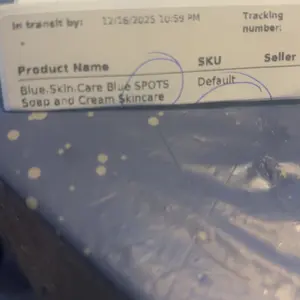 In transit by: 12/16/2025 10:59 PM Tracking
number:
Product Name SKU Seller
Blue.Skin.Care Blue SPOTS Default
Soap and Cream Skincare